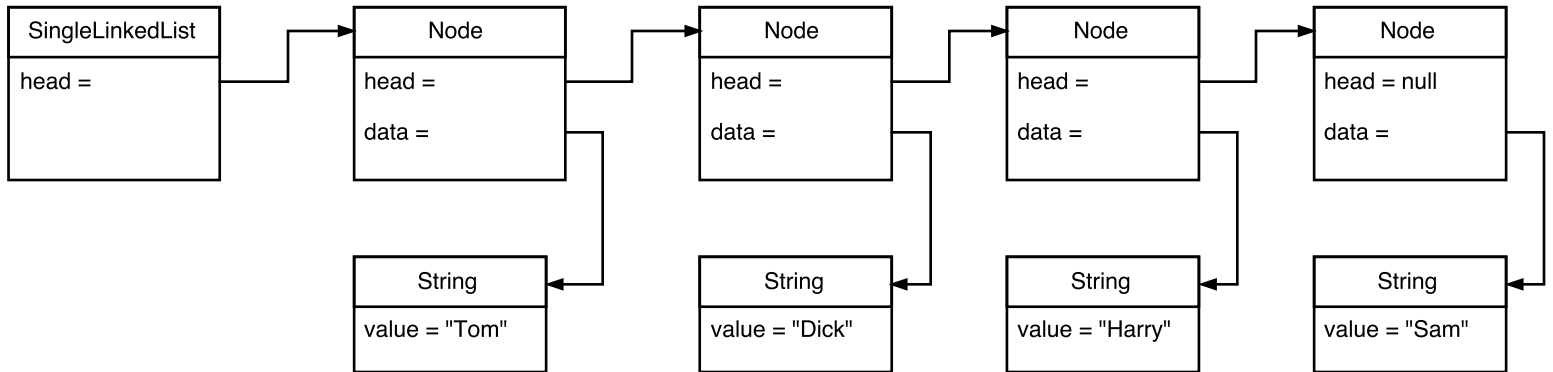 SingleLinkedList
head =
Node
head =
data =
Node
head =
data =
Node
head =
data =
Node
head = null
data =
String
value = "Tom"
String
value = "Dick"
String
value = "Harry"
String
value = "Sam"